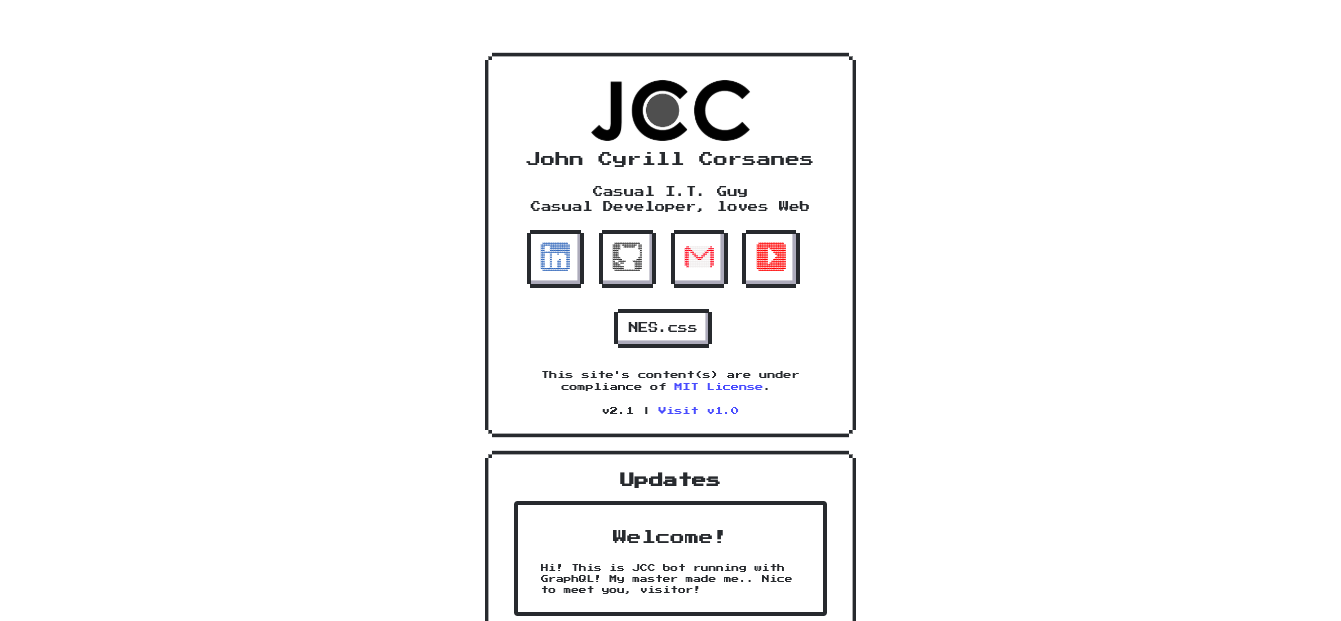 JCC
John Cyrill Corsanes
Casual I.T. Guy
Casual Developer, loves Web
in
NES.css
This site's content(s) are under
compliance of MIT License.
v2.1 | Visit v1.0
Updates
Welcome!
Hi! This is JCC bot running with
GraphQL! My master made me.. Nice
to meet you, visitor!